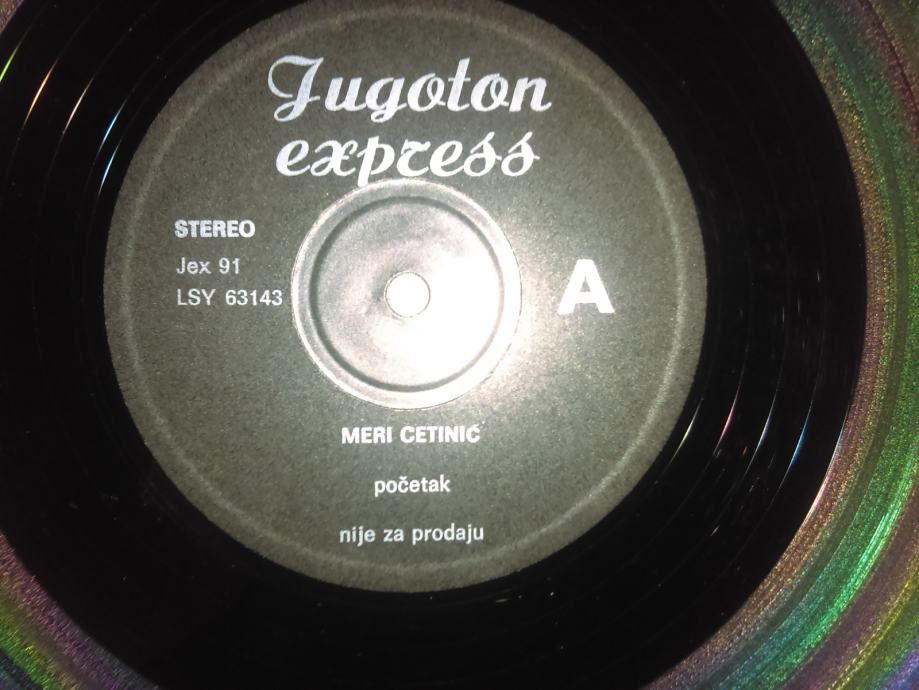 Jugoton
express
STEREO
Jex 91
LSY 63143
A
MERI CETINIĆ
početak
nije za prodaju